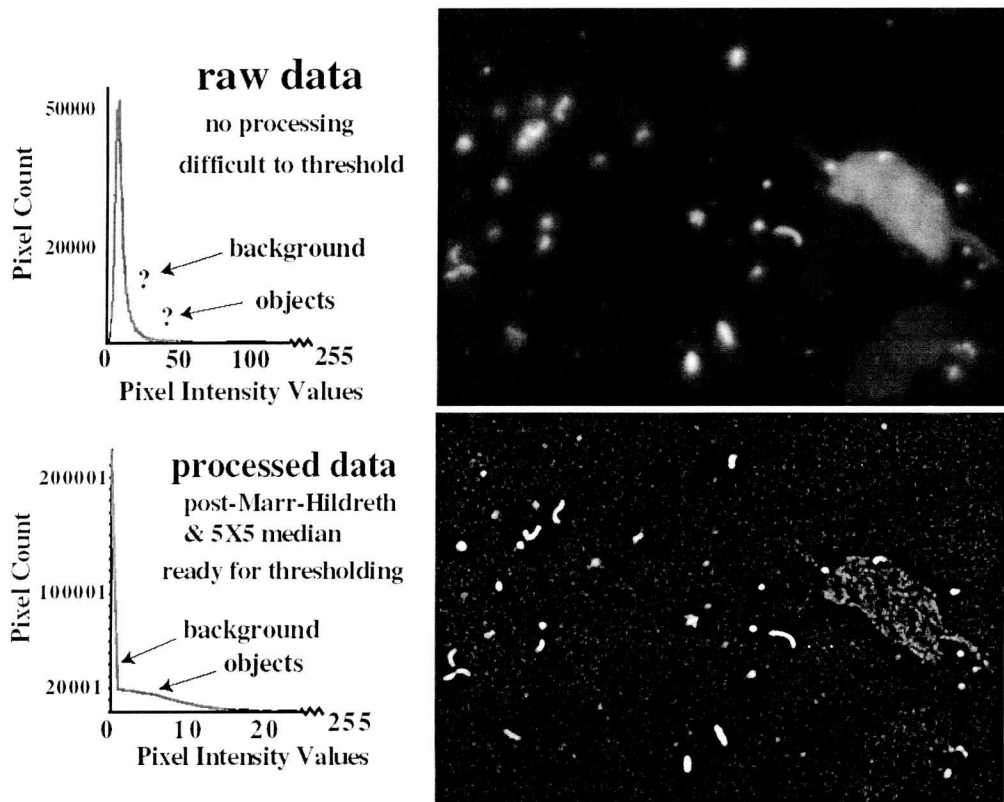 raw data
no processing
difficult to threshold
50000
20000
Pixel Count
? background
? objects
0 50 100 255
Pixel Intensity Values
processed data
post-Marr-Hildreth
& 5X5 median
ready for thresholding
200001
100001
20001
Pixel Count
background
objects
0 10 20 255
Pixel Intensity Values